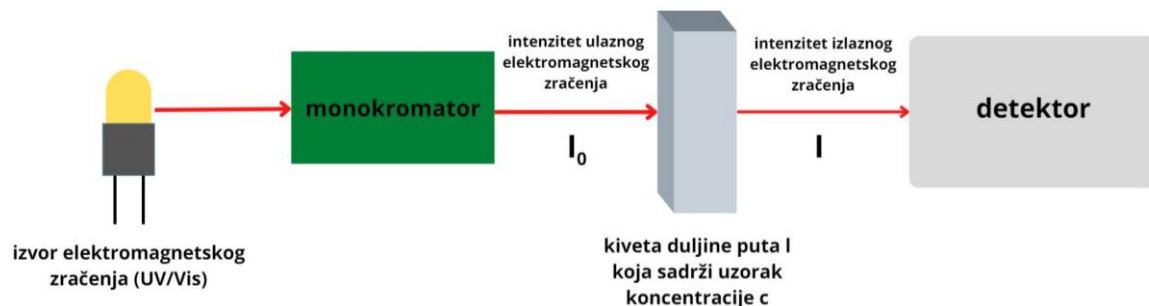 izvor elektromagnetskog
zračenja (UV/Vis)
monokromator
intenzitet ulaznog
elektromagnetskog
zračenja
I₀
kiveta duljine puta l
koja sadrži uzorak
koncentracije c
intenzitet izlaznog
elektromagnetskog
zračenja
I
detektor